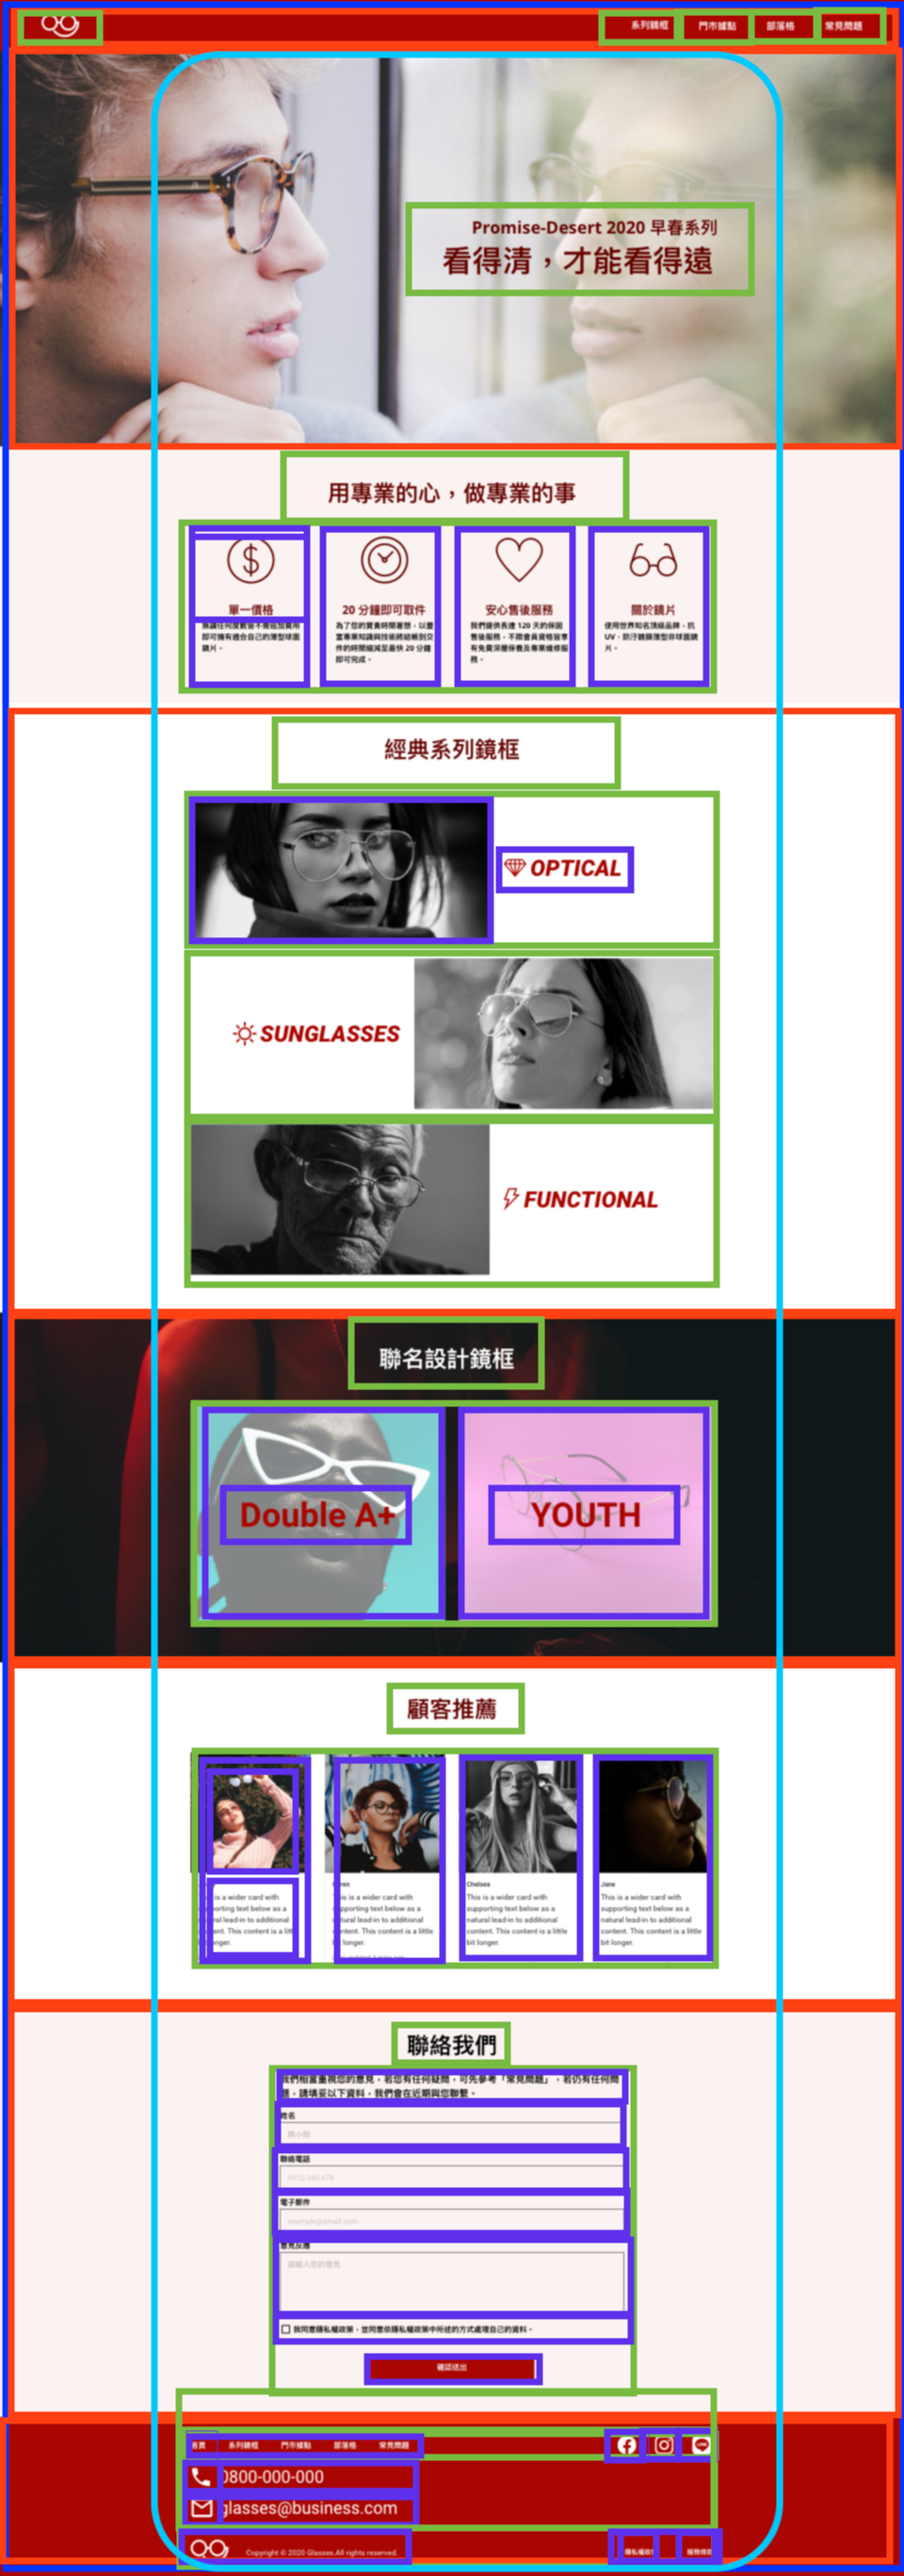 系列鏡框 門市據點 部落格 常見問題
Promise-Desert 2020 早春系列
看得清，才能看得遠
用專業的心，做專業的事
單一價格
無論任何度數皆不需追加費用
即可擁有適合自己的薄型球面
鏡片。
20 分鐘即可取件
為了您的寶貴時間著想，以豐
富專業知識與技術將結帳到交
件的時間縮減至最快 20 分鐘
即可完成。
安心售後服務
我們提供長達 120 天的保固
售後服務，不限會員資格皆享
有免費深層保養及專業維修服
務。
關於鏡片
使用世界知名頂級品牌，抗
UV、防汙鍍膜薄型非球面鏡
片。
經典系列鏡框
OPTICAL
SUNGLASSES
FUNCTIONAL
聯名設計鏡框
Double A+
YOUTH
顧客推薦
is a wider card with
porting text below as a
ral lead-in to additional
ent. This content is a litt
nger.
This is a wider card with
pporting text below as a
tural lead-in to additional
ntent. This content is a little
longer.
Chelsea
This is a wider card with
supporting text below as a
natural lead-in to additional
content. This content is a little
bit longer.
Jane
This is a wider card with
supporting text below as a
natural lead-in to additional
content. This content is a little
bit longer.
聯絡我們
我們相當重視您的意見，若您有任何疑問，可先參考「常見問題」，若仍有任何問
題，請填妥以下資料，我們會在近期與您聯繫。
姓名
陳小明
聯絡電話
0912-345-678
電子郵件
example@email.com
意見反應
請輸入您的意見
我同意隱私權政策，並同意依隱私權政策中所述的方式處理自己的資料。
確認送出
首頁 系列鏡框 門市據點 部落格 常見問題
0800-000-000
glasses@business.com
Copyright © 2020 Glasses.All rights reserved.
隱私權政 服務條